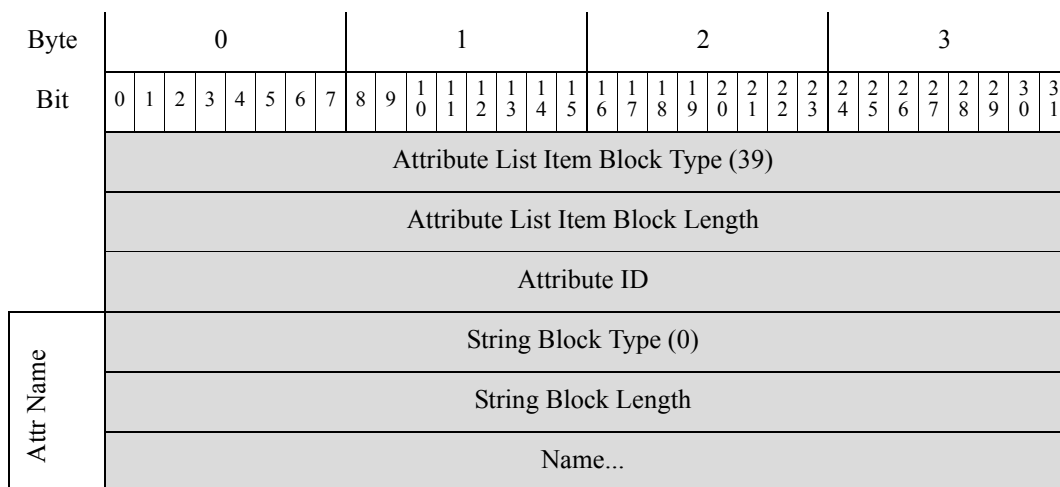 Byte 0 1 2 3
Bit 0 1 2 3 4 5 6 7 8 9 10 11 12 13 14 15 16 17 18 19 20 21 22 23 24 25 26 27 28 29 30 31
Attribute List Item Block Type (39)
Attribute List Item Block Length
Attribute ID
Attr Name
String Block Type (0)
String Block Length
Name...